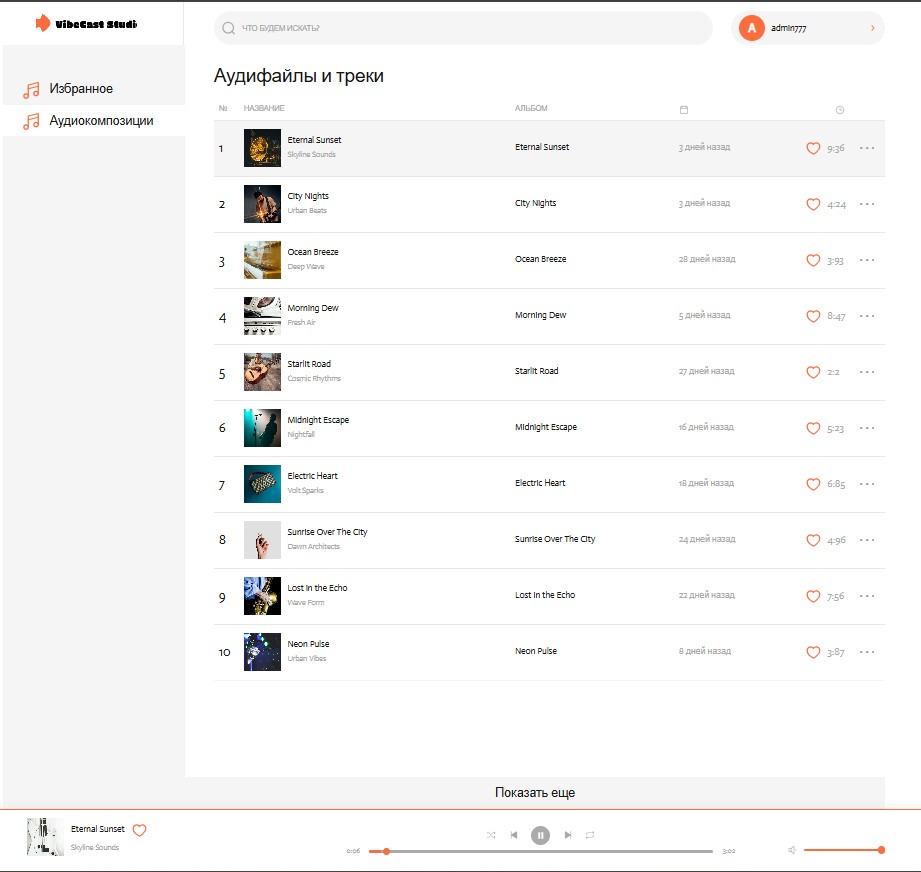 VibeCast Studi
ЧТО БУДЕМ ИСКАТЬ?
A
admin777
Избранное
Аудиокомпозиции
Аудифайлы и треки
№ НАЗВАНИЕ АЛЬБОМ
1 Eternal Sunset Eternal Sunset 3 дней назад 9:36
Skyline Sounds
2 City Nights City Nights 3 дней назад 4:24
Urban Beats
3 Ocean Breeze Ocean Breeze 28 дней назад 3:93
Deep Wave
4 Morning Dew Morning Dew 5 дней назад 8:47
Fresh Air
5 Starlit Road Starlit Road 27 дней назад 2:2
Cosmic Rhythms
6 Midnight Escape Midnight Escape 16 дней назад 5:23
Nightfall
7 Electric Heart Electric Heart 18 дней назад 6:85
Volt Sparks
8 Sunrise Over The City Sunrise Over The City 24 дней назад 4:96
Dawn Architects
9 Lost in the Echo Lost in the Echo 22 дней назад 7:56
Wave Form
10 Neon Pulse Neon Pulse 8 дней назад 3:87
Urban Vibes
Показать еще
Eternal Sunset
Skyline Sounds
0:06 3:02